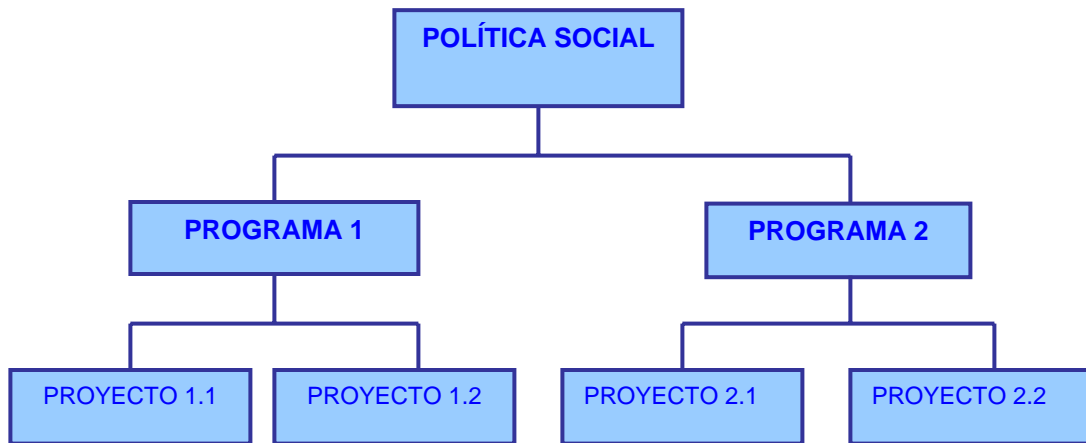 POLÍTICA SOCIAL
PROGRAMA 1
PROGRAMA 2
PROYECTO 1.1
PROYECTO 1.2
PROYECTO 2.1
PROYECTO 2.2